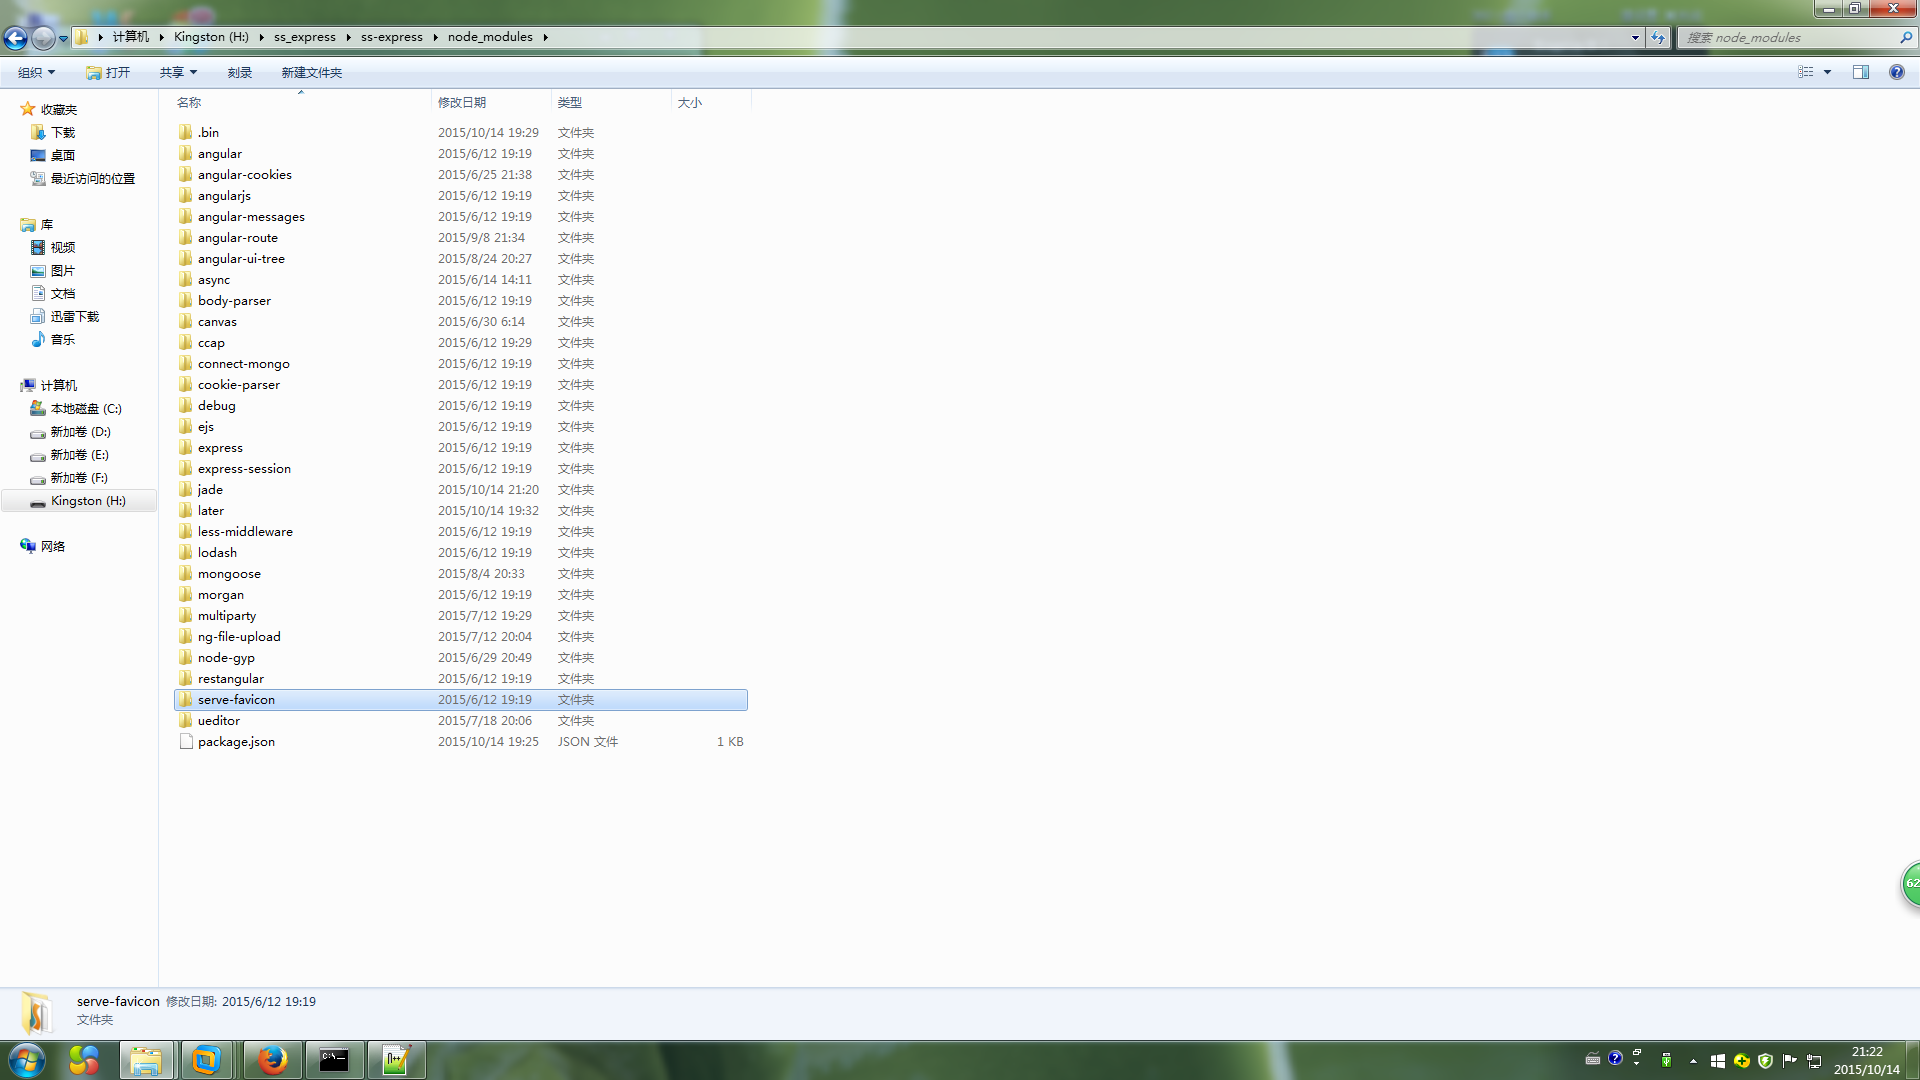 计算机 Kingston (H:) ss_express ss-express node_modules
搜索 node_modules
组织 打开 共享 刻录 新建文件夹
名称 修改日期 类型 大小
收藏夹
下载
桌面
最近访问的位置
库
视频
图片
文档
迅雷下载
音乐
计算机
本地磁盘 (C:)
新加卷 (D:)
新加卷 (E:)
新加卷 (F:)
Kingston (H:)
网络
.bin 2015/10/14 19:29 文件夹
angular 2015/6/12 19:19 文件夹
angular-cookies 2015/6/25 21:38 文件夹
angularjs 2015/6/12 19:19 文件夹
angular-messages 2015/6/12 19:19 文件夹
angular-route 2015/9/8 21:34 文件夹
angular-ui-tree 2015/8/24 20:27 文件夹
async 2015/6/14 14:11 文件夹
body-parser 2015/6/12 19:19 文件夹
canvas 2015/6/30 6:14 文件夹
ccap 2015/6/12 19:29 文件夹
connect-mongo 2015/6/12 19:19 文件夹
cookie-parser 2015/6/12 19:19 文件夹
debug 2015/6/12 19:19 文件夹
ejs 2015/6/12 19:19 文件夹
express 2015/6/12 19:19 文件夹
express-session 2015/6/12 19:19 文件夹
jade 2015/10/14 21:20 文件夹
later 2015/10/14 19:32 文件夹
less-middleware 2015/6/12 19:19 文件夹
lodash 2015/6/12 19:19 文件夹
mongoose 2015/8/4 20:33 文件夹
morgan 2015/6/12 19:19 文件夹
multiparty 2015/7/12 19:29 文件夹
ng-file-upload 2015/7/12 20:04 文件夹
node-gyp 2015/6/29 20:49 文件夹
restangular 2015/6/12 19:19 文件夹
serve-favicon 2015/6/12 19:19 文件夹
ueditor 2015/7/18 20:06 文件夹
package.json 2015/10/14 19:25 JSON 文件 1 KB
62
serve-favicon 修改日期: 2015/6/12 19:19
文件夹
C:\
21:22
2015/10/14